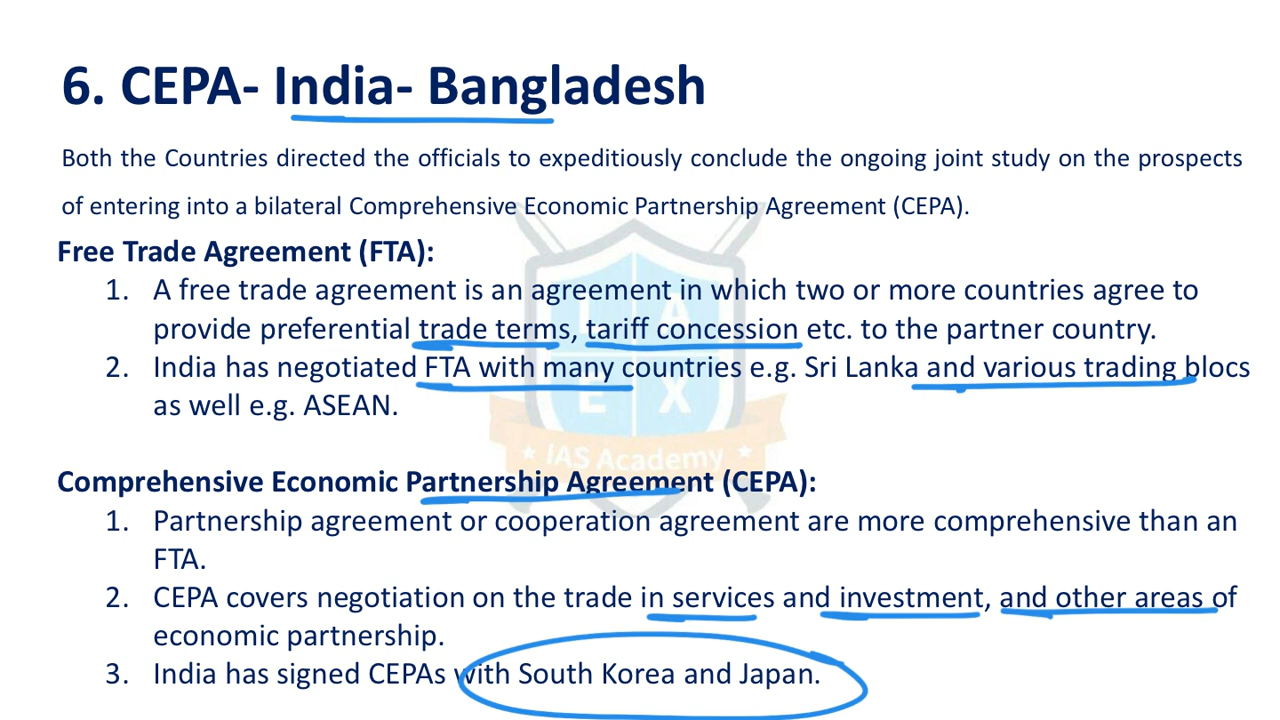 6. CEPA- India- Bangladesh
Both the Countries directed the officials to expeditiously conclude the ongoing joint study on the prospects
of entering into a bilateral Comprehensive Economic Partnership Agreement (CEPA).
Free Trade Agreement (FTA):
1. A free trade agreement is an agreement in which two or more countries agree to
provide preferential trade terms, tariff concession etc. to the partner country.
2. India has negotiated FTA with many countries e.g. Sri Lanka and various trading blocs
as well e.g. ASEAN.
L A
E X
IAS Academy
Comprehensive Economic Partnership Agreement (CEPA):
1. Partnership agreement or cooperation agreement are more comprehensive than an
FTA.
2. CEPA covers negotiation on the trade in services and investment, and other areas of
economic partnership.
3. India has signed CEPAs with South Korea and Japan.